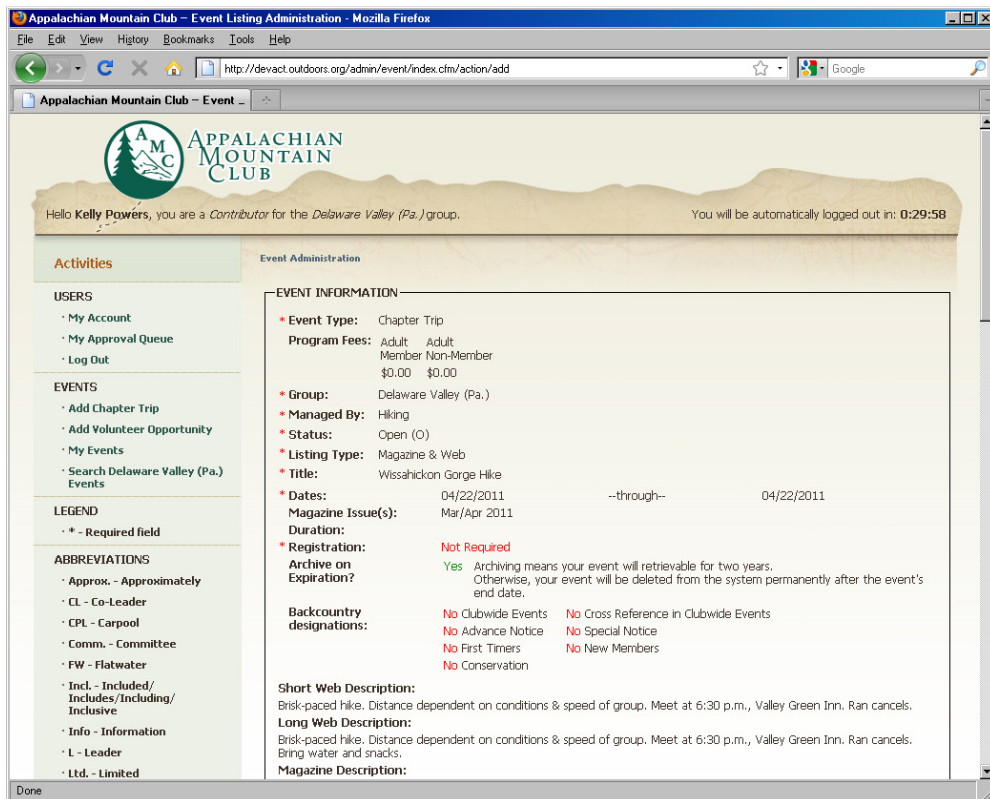 Appalachian Mountain Club — Event Listing Administration - Mozilla Firefox
File Edit View History Bookmarks Tools Help
http://devact.outdoors.org/admin/event/index.cfm/action/add
Google
Appalachian Mountain Club — Event ...
AMC
APPALACHIAN
MOUNTAIN
CLUB
Hello Kelly Powers, you are a Contributor for the Delaware Valley (Pa.) group.
You will be automatically logged out in: 0:29:58
Activities
USERS
· My Account
· My Approval Queue
· Log Out
EVENTS
· Add Chapter Trip
· Add Volunteer Opportunity
· My Events
· Search Delaware Valley (Pa.)
Events
LEGEND
· * - Required field
ABBREVIATIONS
· Approx. - Approximately
· CL - Co-Leader
· CPL - Carpool
· Comm. - Committee
· FW - Flatwater
· Incl. - Included/
Includes/Including/
Inclusive
· Info - Information
· L - Leader
· Ltd. - Limited
Event Administration
EVENT INFORMATION
* Event Type: Chapter Trip
Program Fees: Adult Adult
Member Non-Member
$0.00 $0.00
* Group: Delaware Valley (Pa.)
* Managed By: Hiking
* Status: Open (O)
* Listing Type: Magazine & Web
* Title: Wissahickon Gorge Hike
* Dates: 04/22/2011 --through-- 04/22/2011
Magazine Issue(s): Mar/Apr 2011
Duration:
* Registration: Not Required
Archive on Yes Archiving means your event will retrievable for two years.
Expiration? Otherwise, your event will be deleted from the system permanently after the event's
end date.
Backcountry No Clubwide Events No Cross Reference in Clubwide Events
designations: No Advance Notice No Special Notice
No First Timers No New Members
No Conservation
Short Web Description:
Brisk-paced hike. Distance dependent on conditions & speed of group. Meet at 6:30 p.m., Valley Green Inn. Ran cancels.
Long Web Description:
Brisk-paced hike. Distance dependent on conditions & speed of group. Meet at 6:30 p.m., Valley Green Inn. Ran cancels.
Bring water and snacks.
Magazine Description:
Done